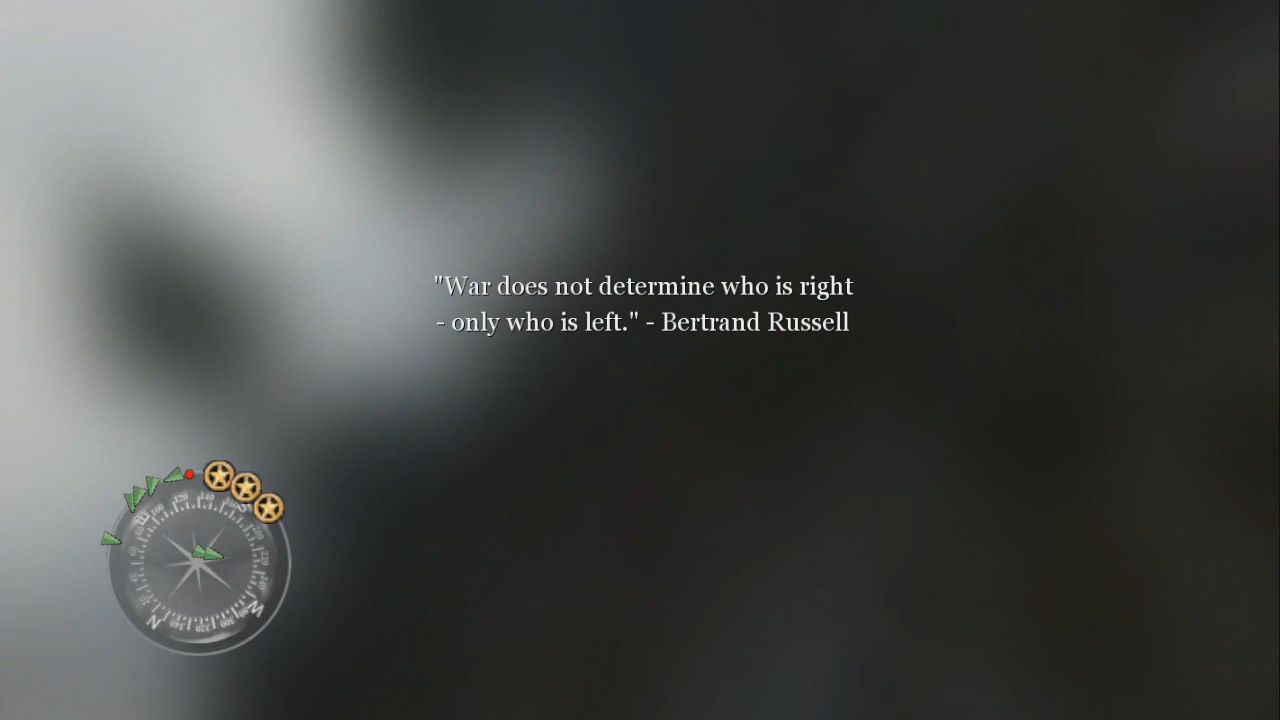 "War does not determine who is right
- only who is left." - Bertrand Russell